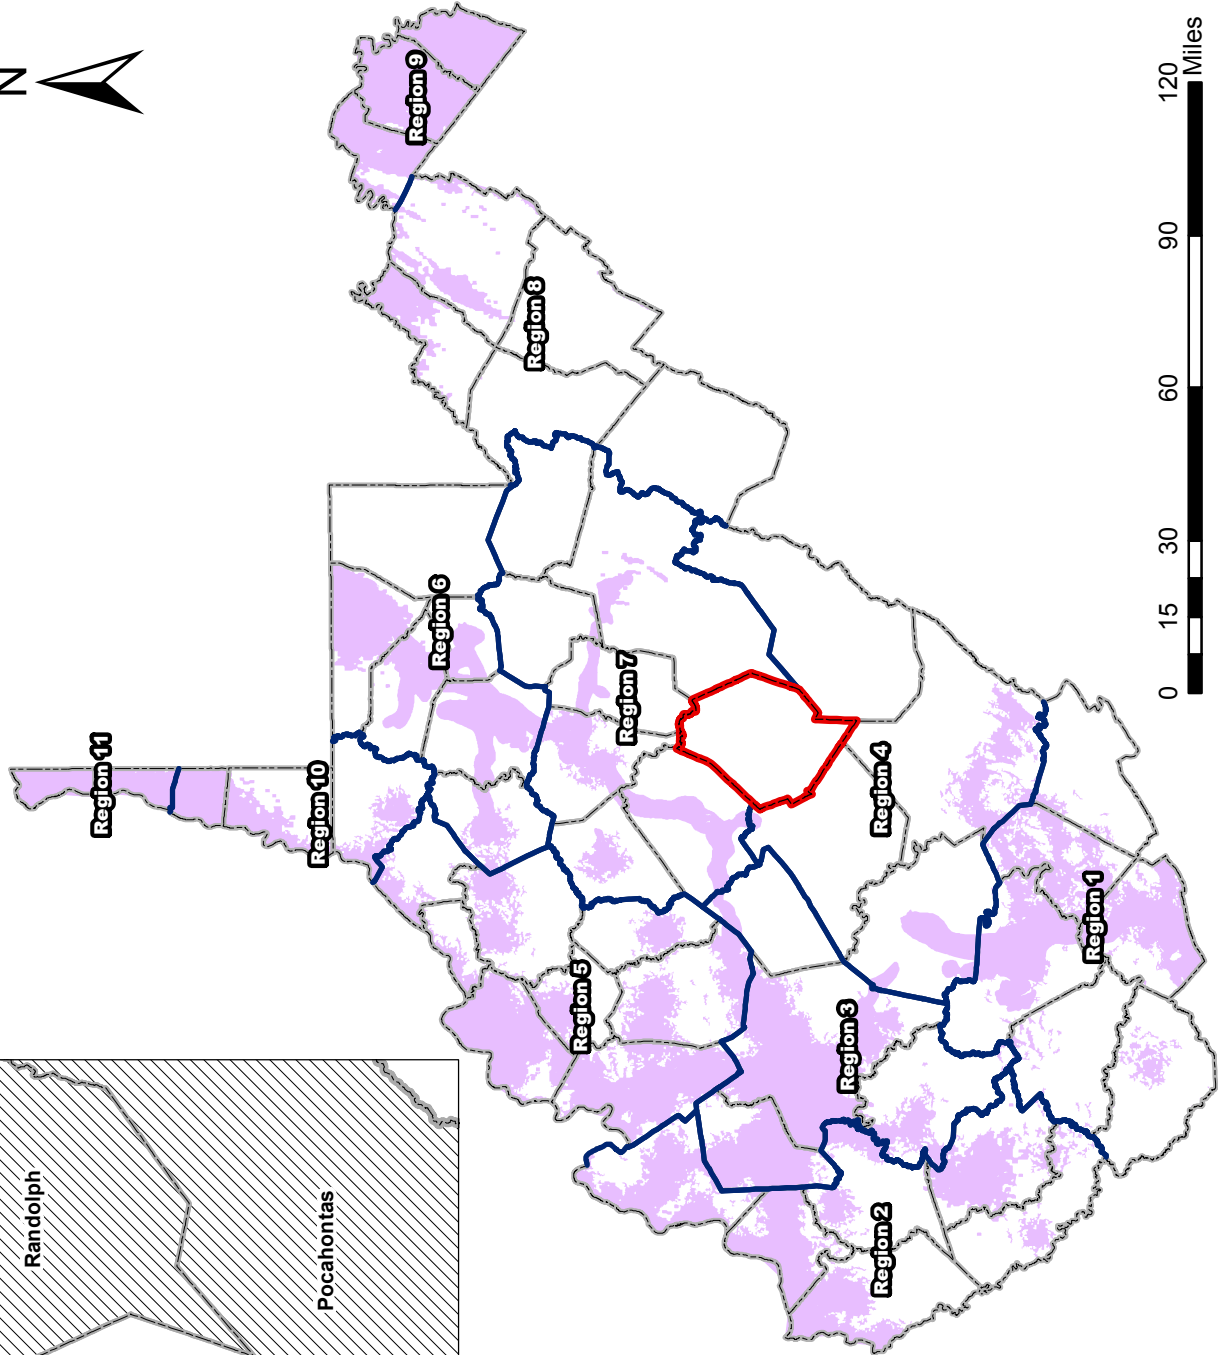 N
Region 9
Region 8
Region 6
Region 11
Region 10
Region 7
Region 4
Region 5
Region 3
Region 1
Region 2
Randolph
Pocahontas
0 15 30 60 90 120
Miles